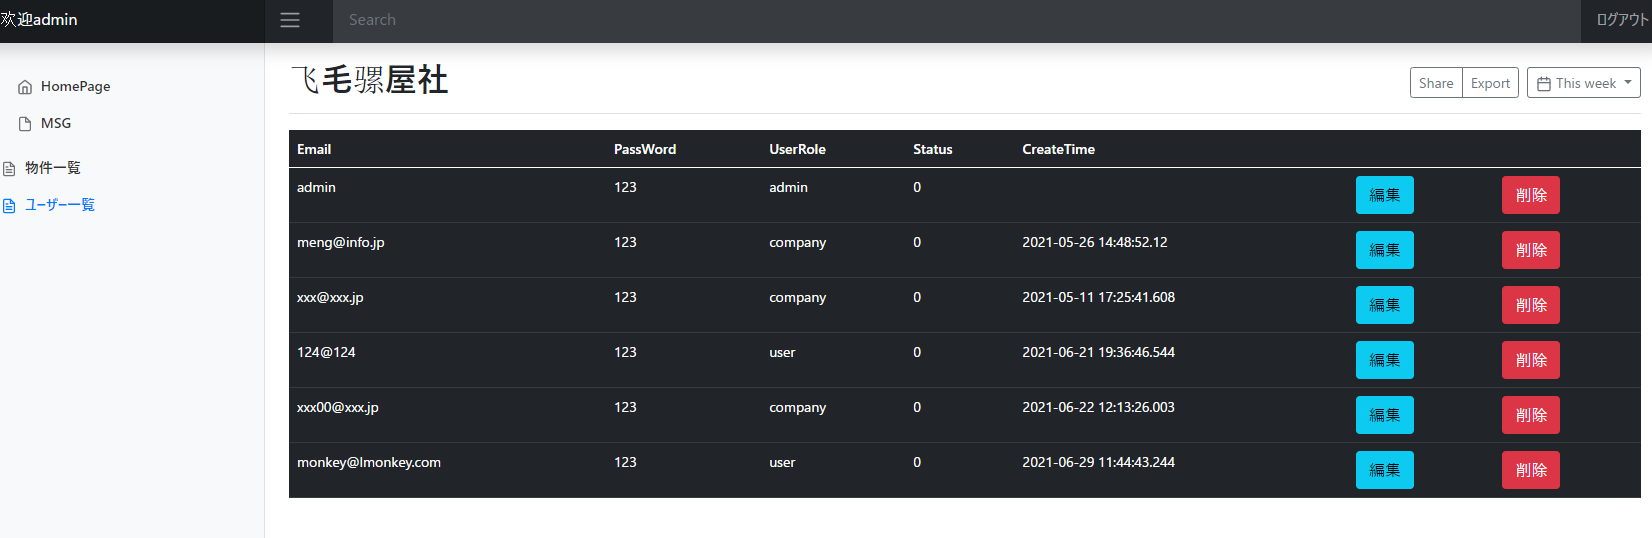 欢迎admin
Search
ログアウト
HomePage
MSG
物件一覧
ユーザー一覧
飞毛骡屋社
Share Export This week
Email PassWord UserRole Status CreateTime
admin 123 admin 0 編集 削除
meng@info.jp 123 company 0 2021-05-26 14:48:52.12 編集 削除
xxx@xxx.jp 123 company 0 2021-05-11 17:25:41.608 編集 削除
124@124 123 user 0 2021-06-21 19:36:46.544 編集 削除
xxx00@xxx.jp 123 company 0 2021-06-22 12:13:26.003 編集 削除
monkey@lmonkey.com 123 user 0 2021-06-29 11:44:43.244 編集 削除